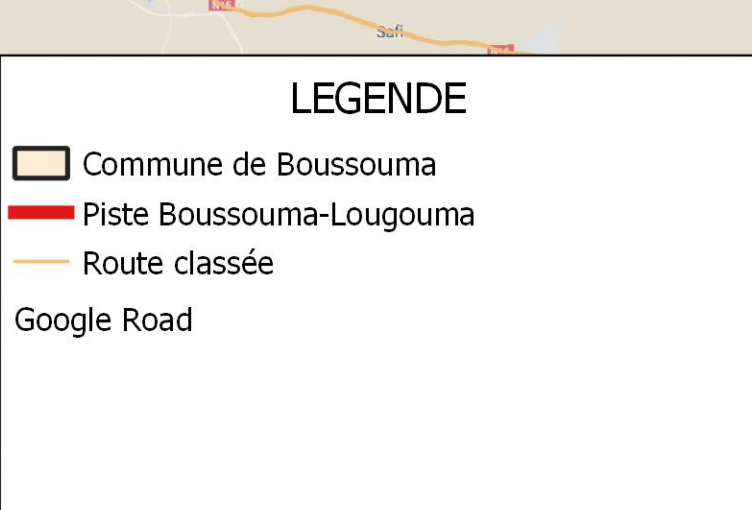 Safi
LEGENDE
Commune de Boussouma
Piste Boussouma-Lougouma
Route classée
Google Road